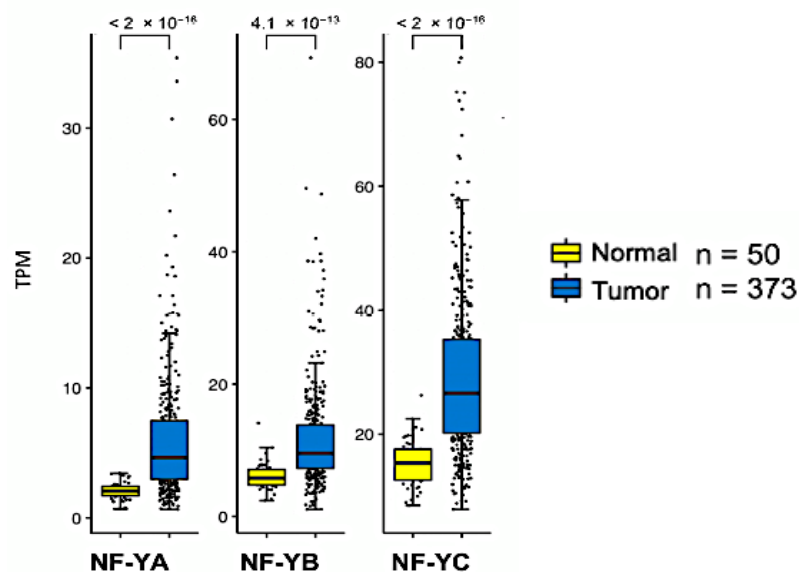 < 2 × 10-16 4.1 × 10-13 < 2 × 10-16
TPM
30
20
10
0
60
40
20
0
80
60
40
20
Normal n = 50
Tumor n = 373
NF-YA NF-YB NF-YC